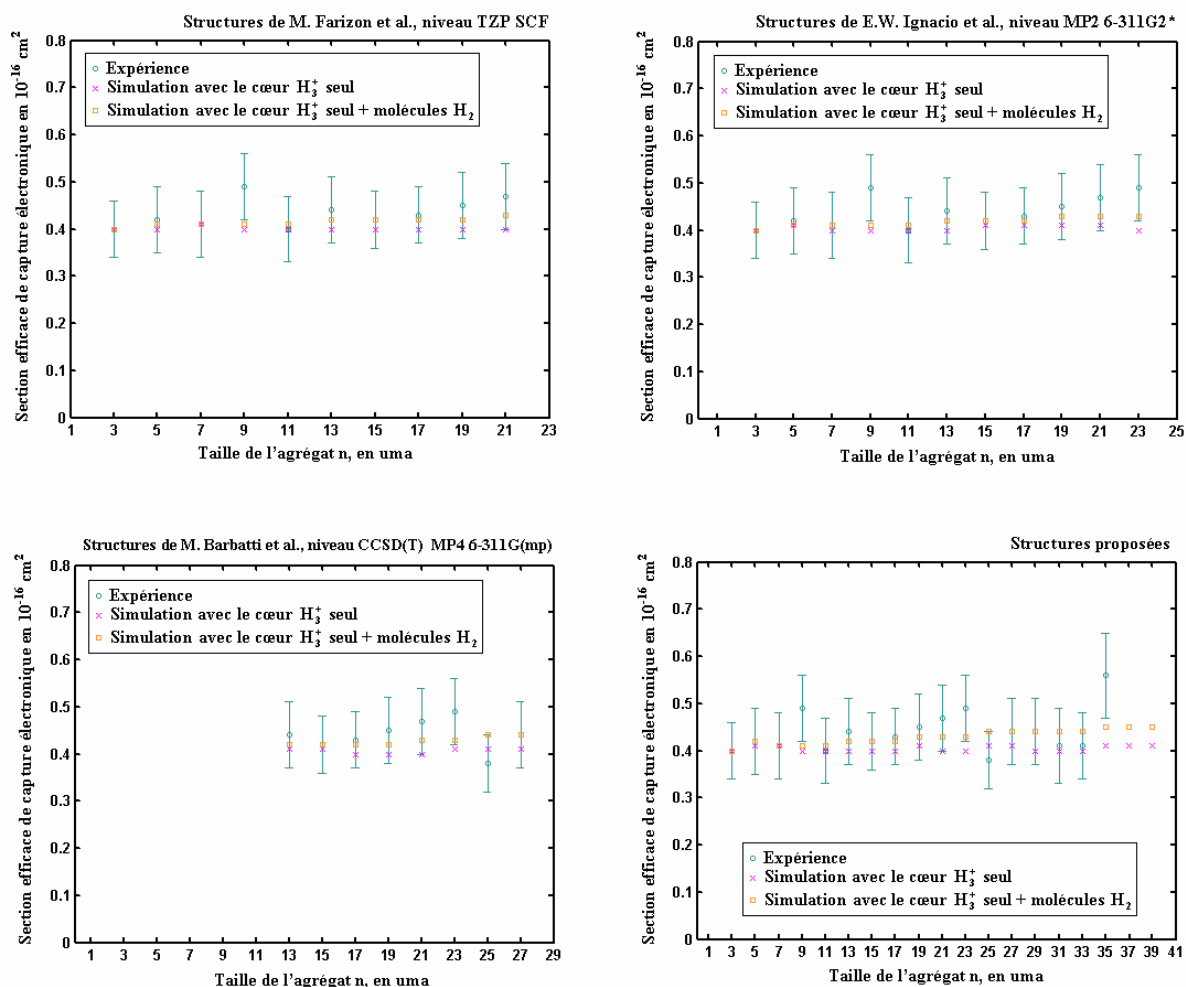 Structures de M. Farizon et al., niveau TZP SCF
Section efficace de capture électronique en 10⁻¹⁶ cm²
0.8
0.7
0.6
0.5
0.4
0.3
0.2
0.1
0
Expérience
Simulation avec le cœur H₃⁺ seul
Simulation avec le cœur H₃⁺ seul + molécules H₂
1 3 5 7 9 11 13 15 17 19 21 23
Taille de l'agrégat n, en uma
Structures de E.W. Ignacio et al., niveau MP2 6-311G2*
Section efficace de capture électronique en 10⁻¹⁶ cm²
0.8
0.7
0.6
0.5
0.4
0.3
0.2
0.1
0
Expérience
Simulation avec le cœur H₃⁺ seul
Simulation avec le cœur H₃⁺ seul + molécules H₂
1 3 5 7 9 11 13 15 17 19 21 23 25
Taille de l'agrégat n, en uma
Structures de M. Barbatti et al., niveau CCSD(T) MP4 6-311G(mp)
Section efficace de capture électronique en 10⁻¹⁶ cm²
0.8
0.7
0.6
0.5
0.4
0.3
0.2
0.1
0
Expérience
Simulation avec le cœur H₃⁺ seul
Simulation avec le cœur H₃⁺ seul + molécules H₂
1 3 5 7 9 11 13 15 17 19 21 23 25 27 29
Taille de l'agrégat n, en uma
Structures proposées
Section efficace de capture électronique en 10⁻¹⁶ cm²
0.8
0.7
0.6
0.5
0.4
0.3
0.2
0.1
0
Expérience
Simulation avec le cœur H₃⁺ seul
Simulation avec le cœur H₃⁺ seul + molécules H₂
1 3 5 7 9 11 13 15 17 19 21 23 25 27 29 31 33 35 37 39 41
Taille de l'agrégat n, en uma